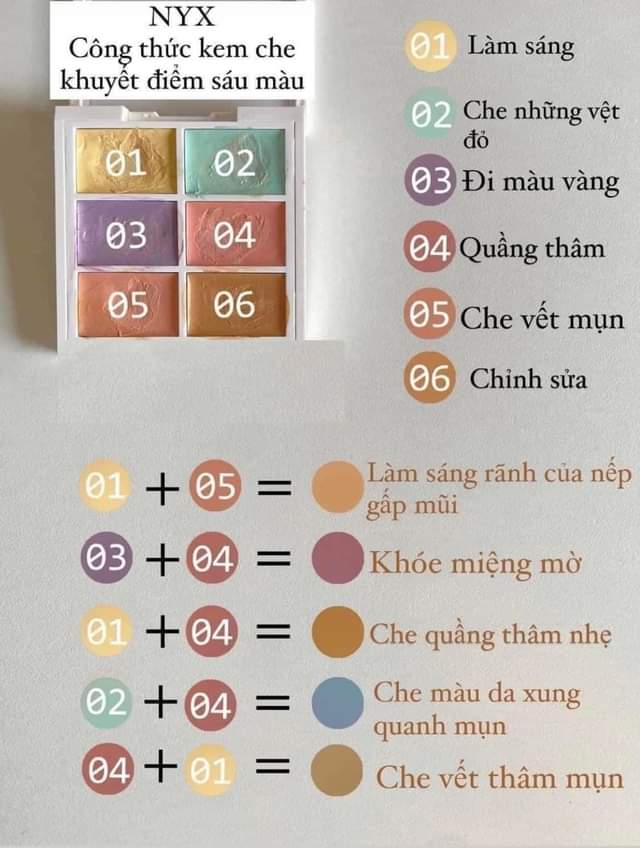 NYX
Công thức kem che
khuyết điểm sáu màu
01
02
03
04
05
06
01 Làm sáng
02 Che những vệt
đỏ
03 Đi màu vàng
04 Quầng thâm
05 Che vết mụn
06 Chỉnh sửa
01 + 05 = Làm sáng rãnh của nếp
gấp mũi
03 + 04 = Khóe miệng mờ
01 + 04 = Che quầng thâm nhẹ
02 + 04 = Che màu da xung
quanh mụn
04 + 01 = Che vết thâm mụn